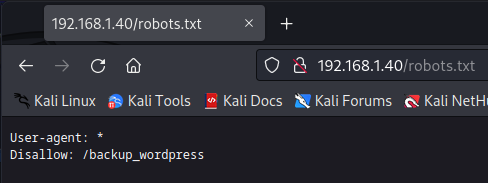 192.168.1.40/robots.txt
192.168.1.40/robots.txt
Kali Linux Kali Tools Kali Docs Kali Forums Kali NetHu
User-agent: *
Disallow: /backup_wordpress